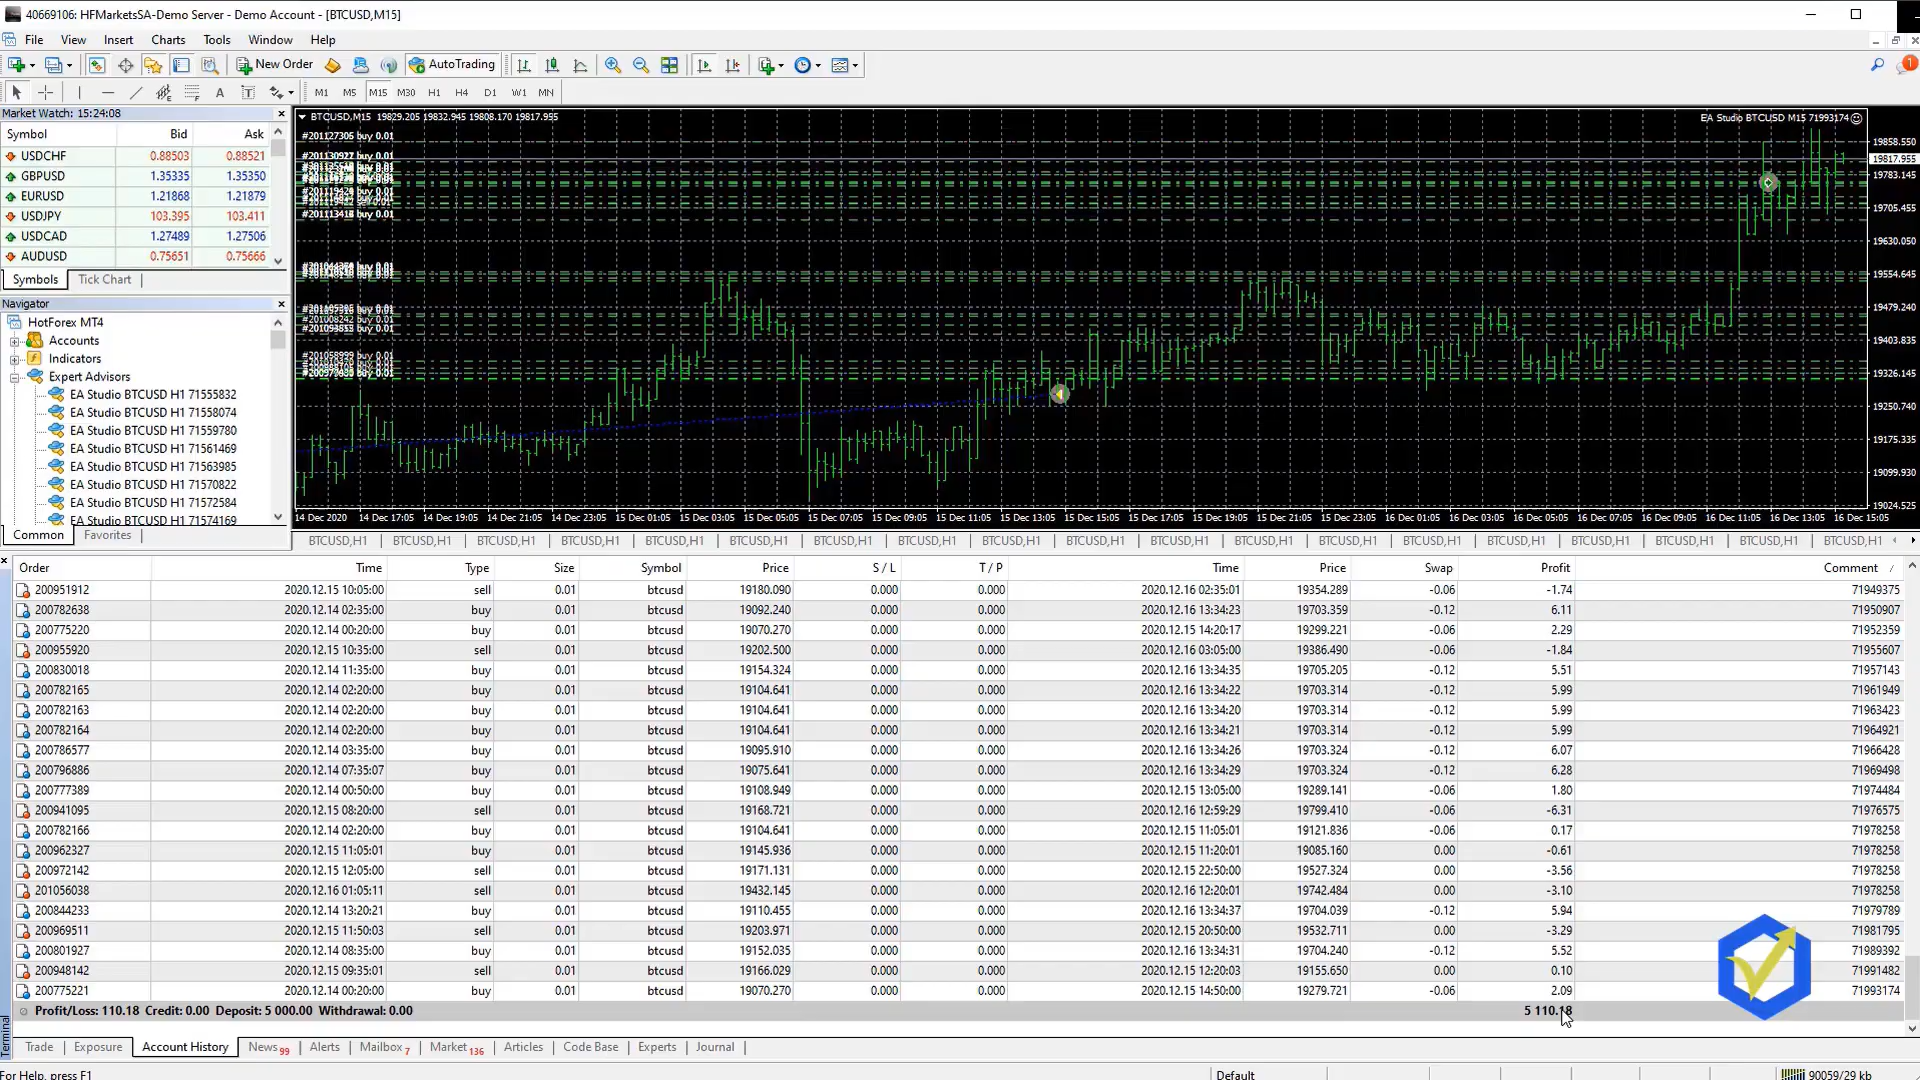 40669106: HFMarketsSA-Demo Server - Demo Account - [BTCUSD,M15]
File View Insert Charts Tools Window Help
New Order AutoTrading 1
A T M1 M5 M15 M30 H1 H4 D1 W1 MN
Market Watch: 15:24:08
Symbol Bid Ask
USDCHF 0.88503 0.88521
GBPUSD 1.35335 1.35350
EURUSD 1.21868 1.21879
USDJPY 103.395 103.411
USDCAD 1.27489 1.27506
AUDUSD 0.75651 0.75666
Symbols Tick Chart
Navigator
HotForex MT4
Accounts
Indicators
Expert Advisors
EA Studio BTCUSD H1 71555832
EA Studio BTCUSD H1 71558074
EA Studio BTCUSD H1 71559780
EA Studio BTCUSD H1 71561469
EA Studio BTCUSD H1 71563985
EA Studio BTCUSD H1 71570822
EA Studio BTCUSD H1 71572584
EA Studio BTCUSD H1 71574169
Common Favorites
BTCUSD,M15 19829.205 19832.945 19808.170 19817.955
EA Studio BTCUSD M15 71993174
#201127306 buy 0.01
19858.550
19817.955
19783.145
19705.455
19630.050
19554.645
19479.240
19403.835
19326.145
19250.740
19175.335
19099.930
19024.525
#201008242 buy 0.01
#201058999 buy 0.01
14 Dec 2020 14 Dec 17:05 14 Dec 19:05 14 Dec 21:05 14 Dec 23:05 15 Dec 01:05 15 Dec 03:05 15 Dec 05:05 15 Dec 07:05 15 Dec 09:05 15 Dec 11:05 15 Dec 13:05 15 Dec 15:05 15 Dec 17:05 15 Dec 19:05 15 Dec 21:05 15 Dec 23:05 16 Dec 01:05 16 Dec 03:05 16 Dec 05:05 16 Dec 07:05 16 Dec 09:05 16 Dec 11:05 16 Dec 13:05 16 Dec 15:05
BTCUSD,H1 BTCUSD,H1 BTCUSD,H1 BTCUSD,H1 BTCUSD,H1 BTCUSD,H1 BTCUSD,H1 BTCUSD,H1 BTCUSD,H1 BTCUSD,H1 BTCUSD,H1 BTCUSD,H1 BTCUSD,H1 BTCUSD,H1 BTCUSD,H1 BTCUSD,H1 BTCUSD,H1 BTCUSD,H1 BTCUSD,H1
Order Time Type Size Symbol Price S / L T / P Time Price Swap Profit Comment
200951912 2020.12.15 10:05:00 sell 0.01 btcusd 19180.090 0.000 0.000 2020.12.16 02:35:01 19354.289 -0.06 -1.74 71949375
200782638 2020.12.14 02:35:00 buy 0.01 btcusd 19092.240 0.000 0.000 2020.12.16 13:34:23 19703.359 -0.12 6.11 71950907
200775220 2020.12.14 00:20:00 buy 0.01 btcusd 19070.270 0.000 0.000 2020.12.15 14:20:17 19299.221 -0.06 2.29 71952359
200955920 2020.12.15 10:35:00 sell 0.01 btcusd 19202.500 0.000 0.000 2020.12.16 03:05:00 19386.490 -0.06 -1.84 71955607
200830018 2020.12.14 11:35:00 buy 0.01 btcusd 19154.324 0.000 0.000 2020.12.16 13:34:35 19705.205 -0.12 5.51 71957143
200782165 2020.12.14 02:20:00 buy 0.01 btcusd 19104.641 0.000 0.000 2020.12.16 13:34:22 19703.314 -0.12 5.99 71961949
200782163 2020.12.14 02:20:00 buy 0.01 btcusd 19104.641 0.000 0.000 2020.12.16 13:34:20 19703.314 -0.12 5.99 71963423
200782164 2020.12.14 02:20:00 buy 0.01 btcusd 19104.641 0.000 0.000 2020.12.16 13:34:21 19703.314 -0.12 5.99 71964921
200786577 2020.12.14 03:35:00 buy 0.01 btcusd 19095.910 0.000 0.000 2020.12.16 13:34:26 19703.324 -0.12 6.07 71966428
200796886 2020.12.14 07:35:07 buy 0.01 btcusd 19075.641 0.000 0.000 2020.12.16 13:34:29 19703.324 -0.12 6.28 71969498
200777389 2020.12.14 00:50:00 buy 0.01 btcusd 19108.949 0.000 0.000 2020.12.15 13:05:00 19289.141 -0.06 1.80 71974484
200941095 2020.12.15 08:20:00 sell 0.01 btcusd 19168.721 0.000 0.000 2020.12.16 12:59:29 19799.410 -0.06 -6.31 71976575
200782166 2020.12.14 02:20:00 buy 0.01 btcusd 19104.641 0.000 0.000 2020.12.15 11:05:01 19121.836 -0.06 0.17 71978258
200962327 2020.12.15 11:05:01 buy 0.01 btcusd 19145.936 0.000 0.000 2020.12.15 11:20:01 19085.160 0.00 -0.61 71978258
200972142 2020.12.15 12:05:00 sell 0.01 btcusd 19171.131 0.000 0.000 2020.12.15 22:50:00 19527.324 0.00 -3.56 71978258
201056038 2020.12.16 01:05:11 sell 0.01 btcusd 19432.145 0.000 0.000 2020.12.16 12:20:01 19742.484 0.00 -3.10 71978258
200844233 2020.12.14 13:20:21 buy 0.01 btcusd 19110.455 0.000 0.000 2020.12.16 13:34:37 19704.039 -0.12 5.94 71979789
200969511 2020.12.15 11:50:03 sell 0.01 btcusd 19203.971 0.000 0.000 2020.12.15 20:50:00 19532.711 0.00 -3.29 71981795
200801927 2020.12.14 08:35:00 buy 0.01 btcusd 19152.035 0.000 0.000 2020.12.16 13:34:31 19704.240 -0.12 5.52 71989392
200948142 2020.12.15 09:35:01 sell 0.01 btcusd 19166.029 0.000 0.000 2020.12.15 12:20:03 19155.650 0.00 0.10 71991482
200775221 2020.12.14 00:20:00 buy 0.01 btcusd 19070.270 0.000 0.000 2020.12.15 14:50:00 19279.721 -0.06 2.09 71993174
Profit/Loss: 110.18 Credit: 0.00 Deposit: 5 000.00 Withdrawal: 0.00 5 110.18
Terminal
Trade Exposure Account History News 99 Alerts Mailbox 7 Market 136 Articles Code Base Experts Journal
For Help, press F1 Default 90059/29 kb